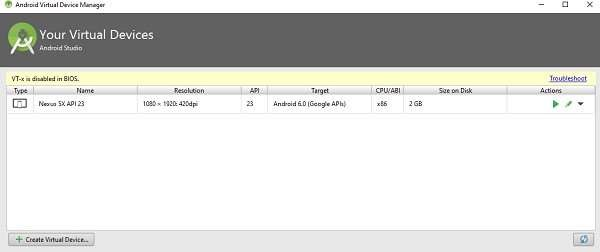 Android Virtual Device Manager
Your Virtual Devices
Android Studio
VT-x is disabled in BIOS. Troubleshoot
Type Name Resolution API Target CPU/ABI Size on Disk Actions
Nexus 5X API 23 1080 × 1920: 420dpi 23 Android 6.0 (Google APIs) x86 2 GB
Create Virtual Device...